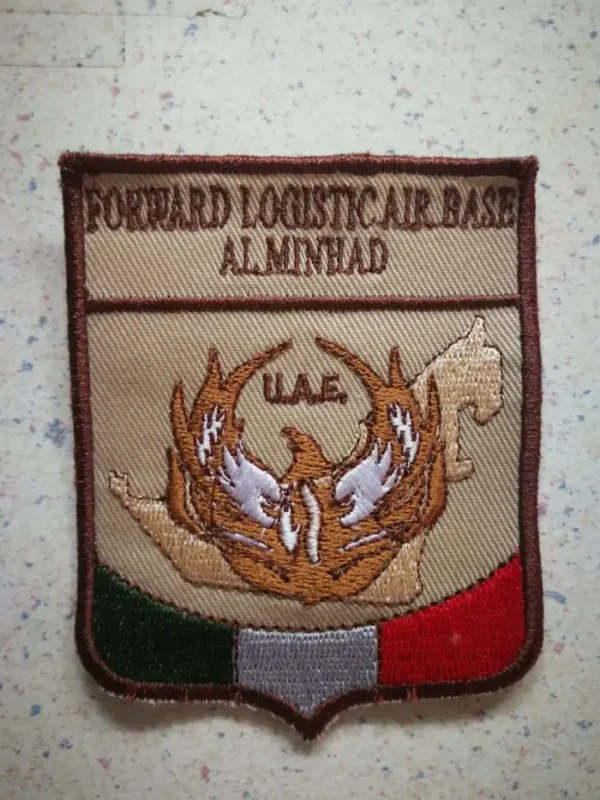 FORWARD LOGISTIC AIR BASE
AL MINHAD
U.A.E.